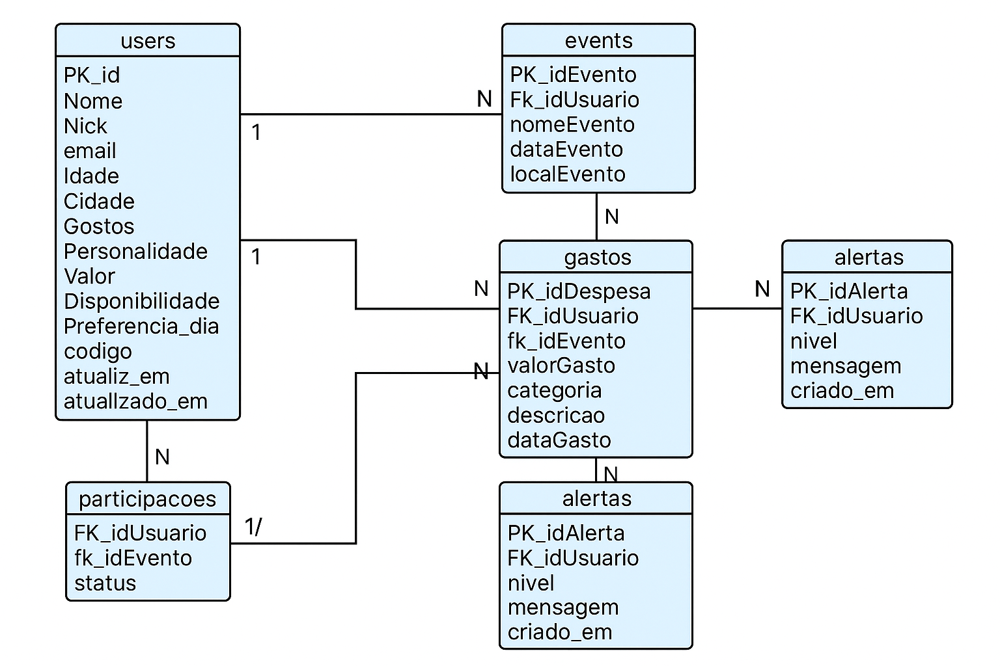 users
PK_id
Nome
Nick
email
Idade
Cidade
Gostos
Personalidade
Valor
Disponibilidade
Preferencia_dia
codigo
atualiz_em
atuallzado_em
1
N
events
PK_idEvento
Fk_idUsuario
nomeEvento
dataEvento
localEvento
N
1
N
gastos
PK_idDespesa
FK_idUsuario
fk_idEvento
valorGasto
categoria
descricao
dataGasto
N
alertas
PK_idAlerta
FK_idUsuario
nivel
mensagem
criado_em
N
N
participacoes
FK_idUsuario
fk_idEvento
status
1/
N
alertas
PK_idAlerta
FK_idUsuario
nivel
mensagem
criado_em